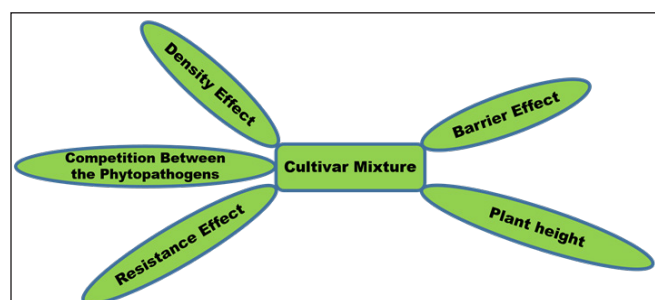 Density Effect
Barrier Effect
Competition Between
the Phytopathogens
Cultivar Mixture
Resistance Effect
Plant height